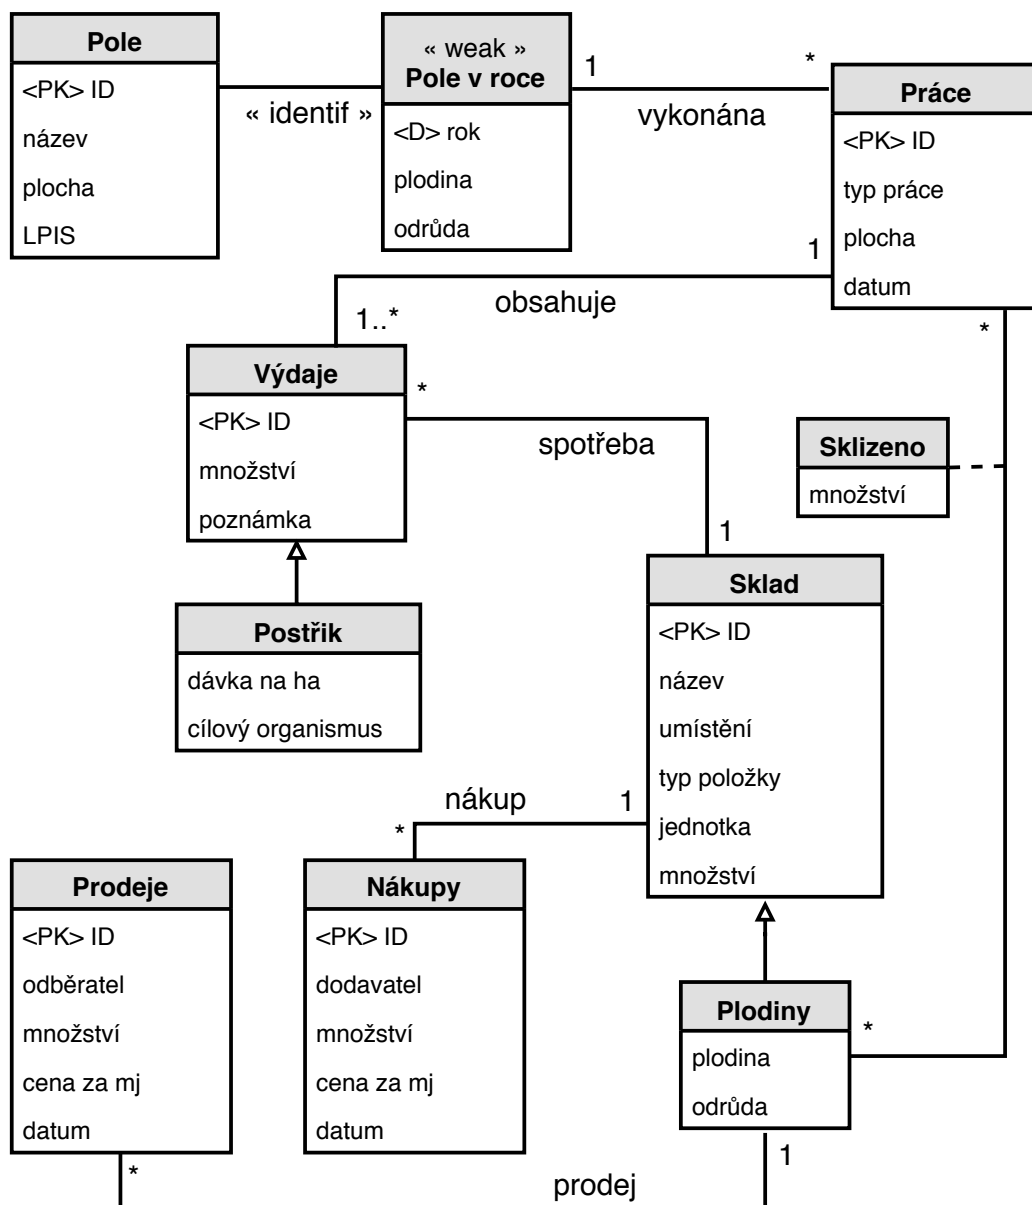 Pole
<PK> ID
název
plocha
LPIS
« identif »
« weak »
Pole v roce
<D> rok
plodina
odrůda
1
*
vykonána
Práce
<PK> ID
typ práce
plocha
datum
1
obsahuje
1..*
*
Výdaje
<PK> ID
množství
poznámka
*
spotřeba
1
Sklizeno
množství
Postřik
dávka na ha
cílový organismus
Sklad
<PK> ID
název
umístění
typ položky
jednotka
množství
nákup
1
*
Prodeje
<PK> ID
odběratel
množství
cena za mj
datum
*
Nákupy
<PK> ID
dodavatel
množství
cena za mj
datum
Plodiny
plodina
odrůda
*
1
prodej